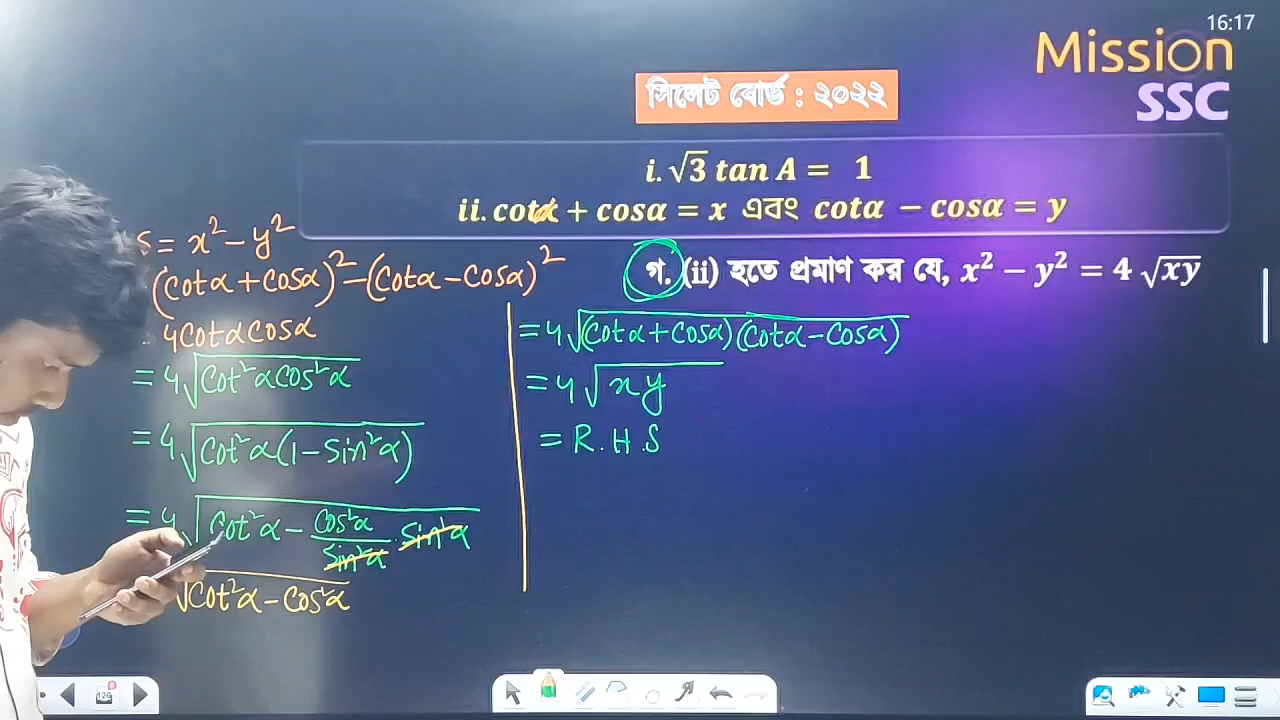 16:17
Mission
SSC
সিলেট বোর্ড : ২০২২
i. √3 tan A = 1
ii. cotα + cosα = x এবং cotα − cosα = y
গ. (ii) হতে প্রমাণ কর যে, x² − y² = 4 √xy
S = x² − y²
(Cotα + Cosα)² − (Cotα − Cosα)²
4Cotα Cosα
= 4√(Cot²α Cos²α)
= 4√(Cot²α(1 − Sin²α))
= 4√(Cot²α − Cos²α/Sin²α · Sin²α)
√(Cot²α − Cos²α)
= 4√((Cotα + Cosα)(Cotα − Cosα))
= 4√xy
= R.H.S